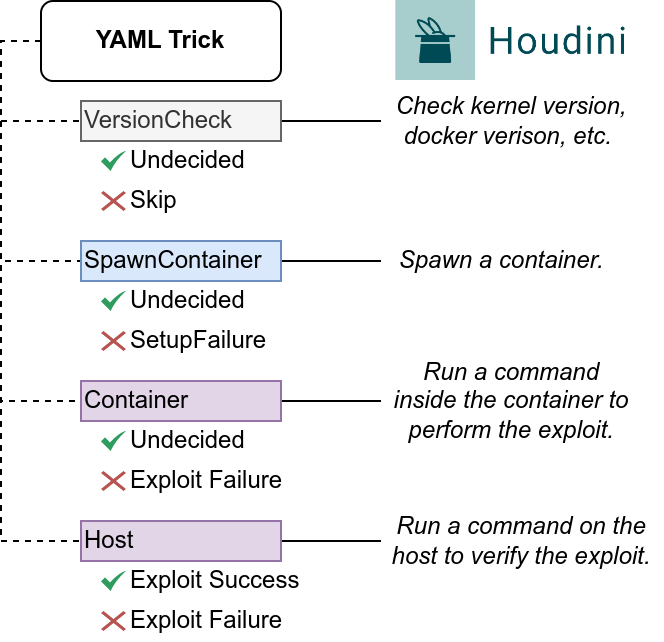 YAML Trick
Houdini
VersionCheck
Check kernel version,
docker verison, etc.
Undecided
Skip
SpawnContainer
Spawn a container.
Undecided
SetupFailure
Container
Run a command
inside the container to
perform the exploit.
Undecided
Exploit Failure
Host
Run a command on the
host to verify the exploit.
Exploit Success
Exploit Failure